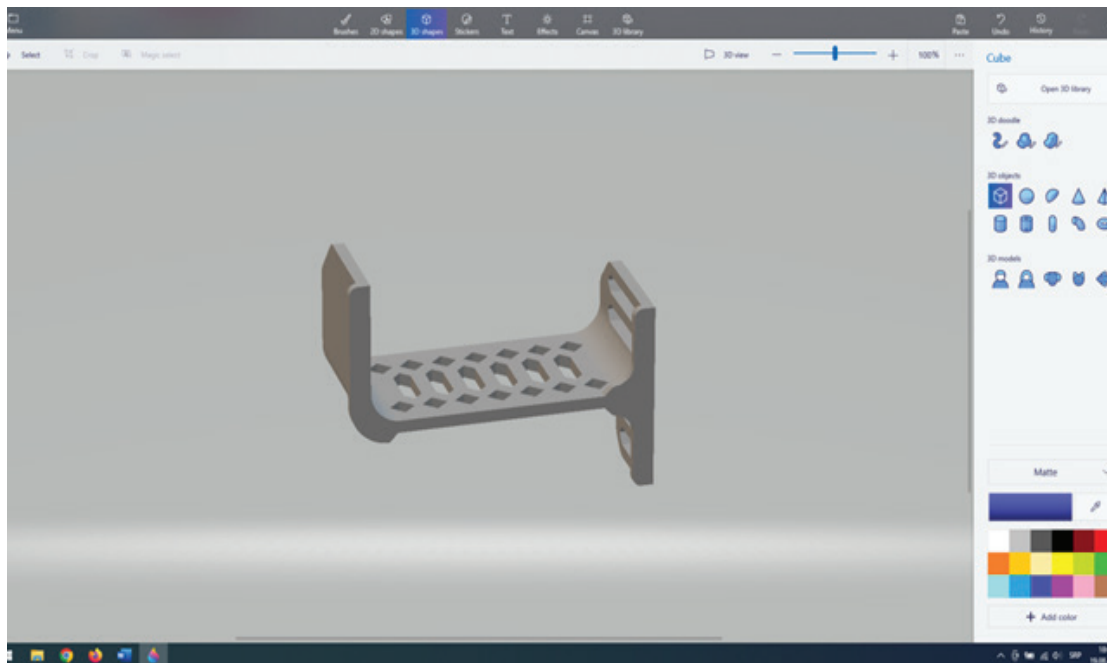 Menu
Brushes 2D shapes 3D shapes Stickers Text Effects Canvas 3D library Paste Undo History
Select Crop Magic select 3D view 100% ...
Cube
Open 3D library
3D doodle
3D objects
3D models
Matte
+ Add color
SRP